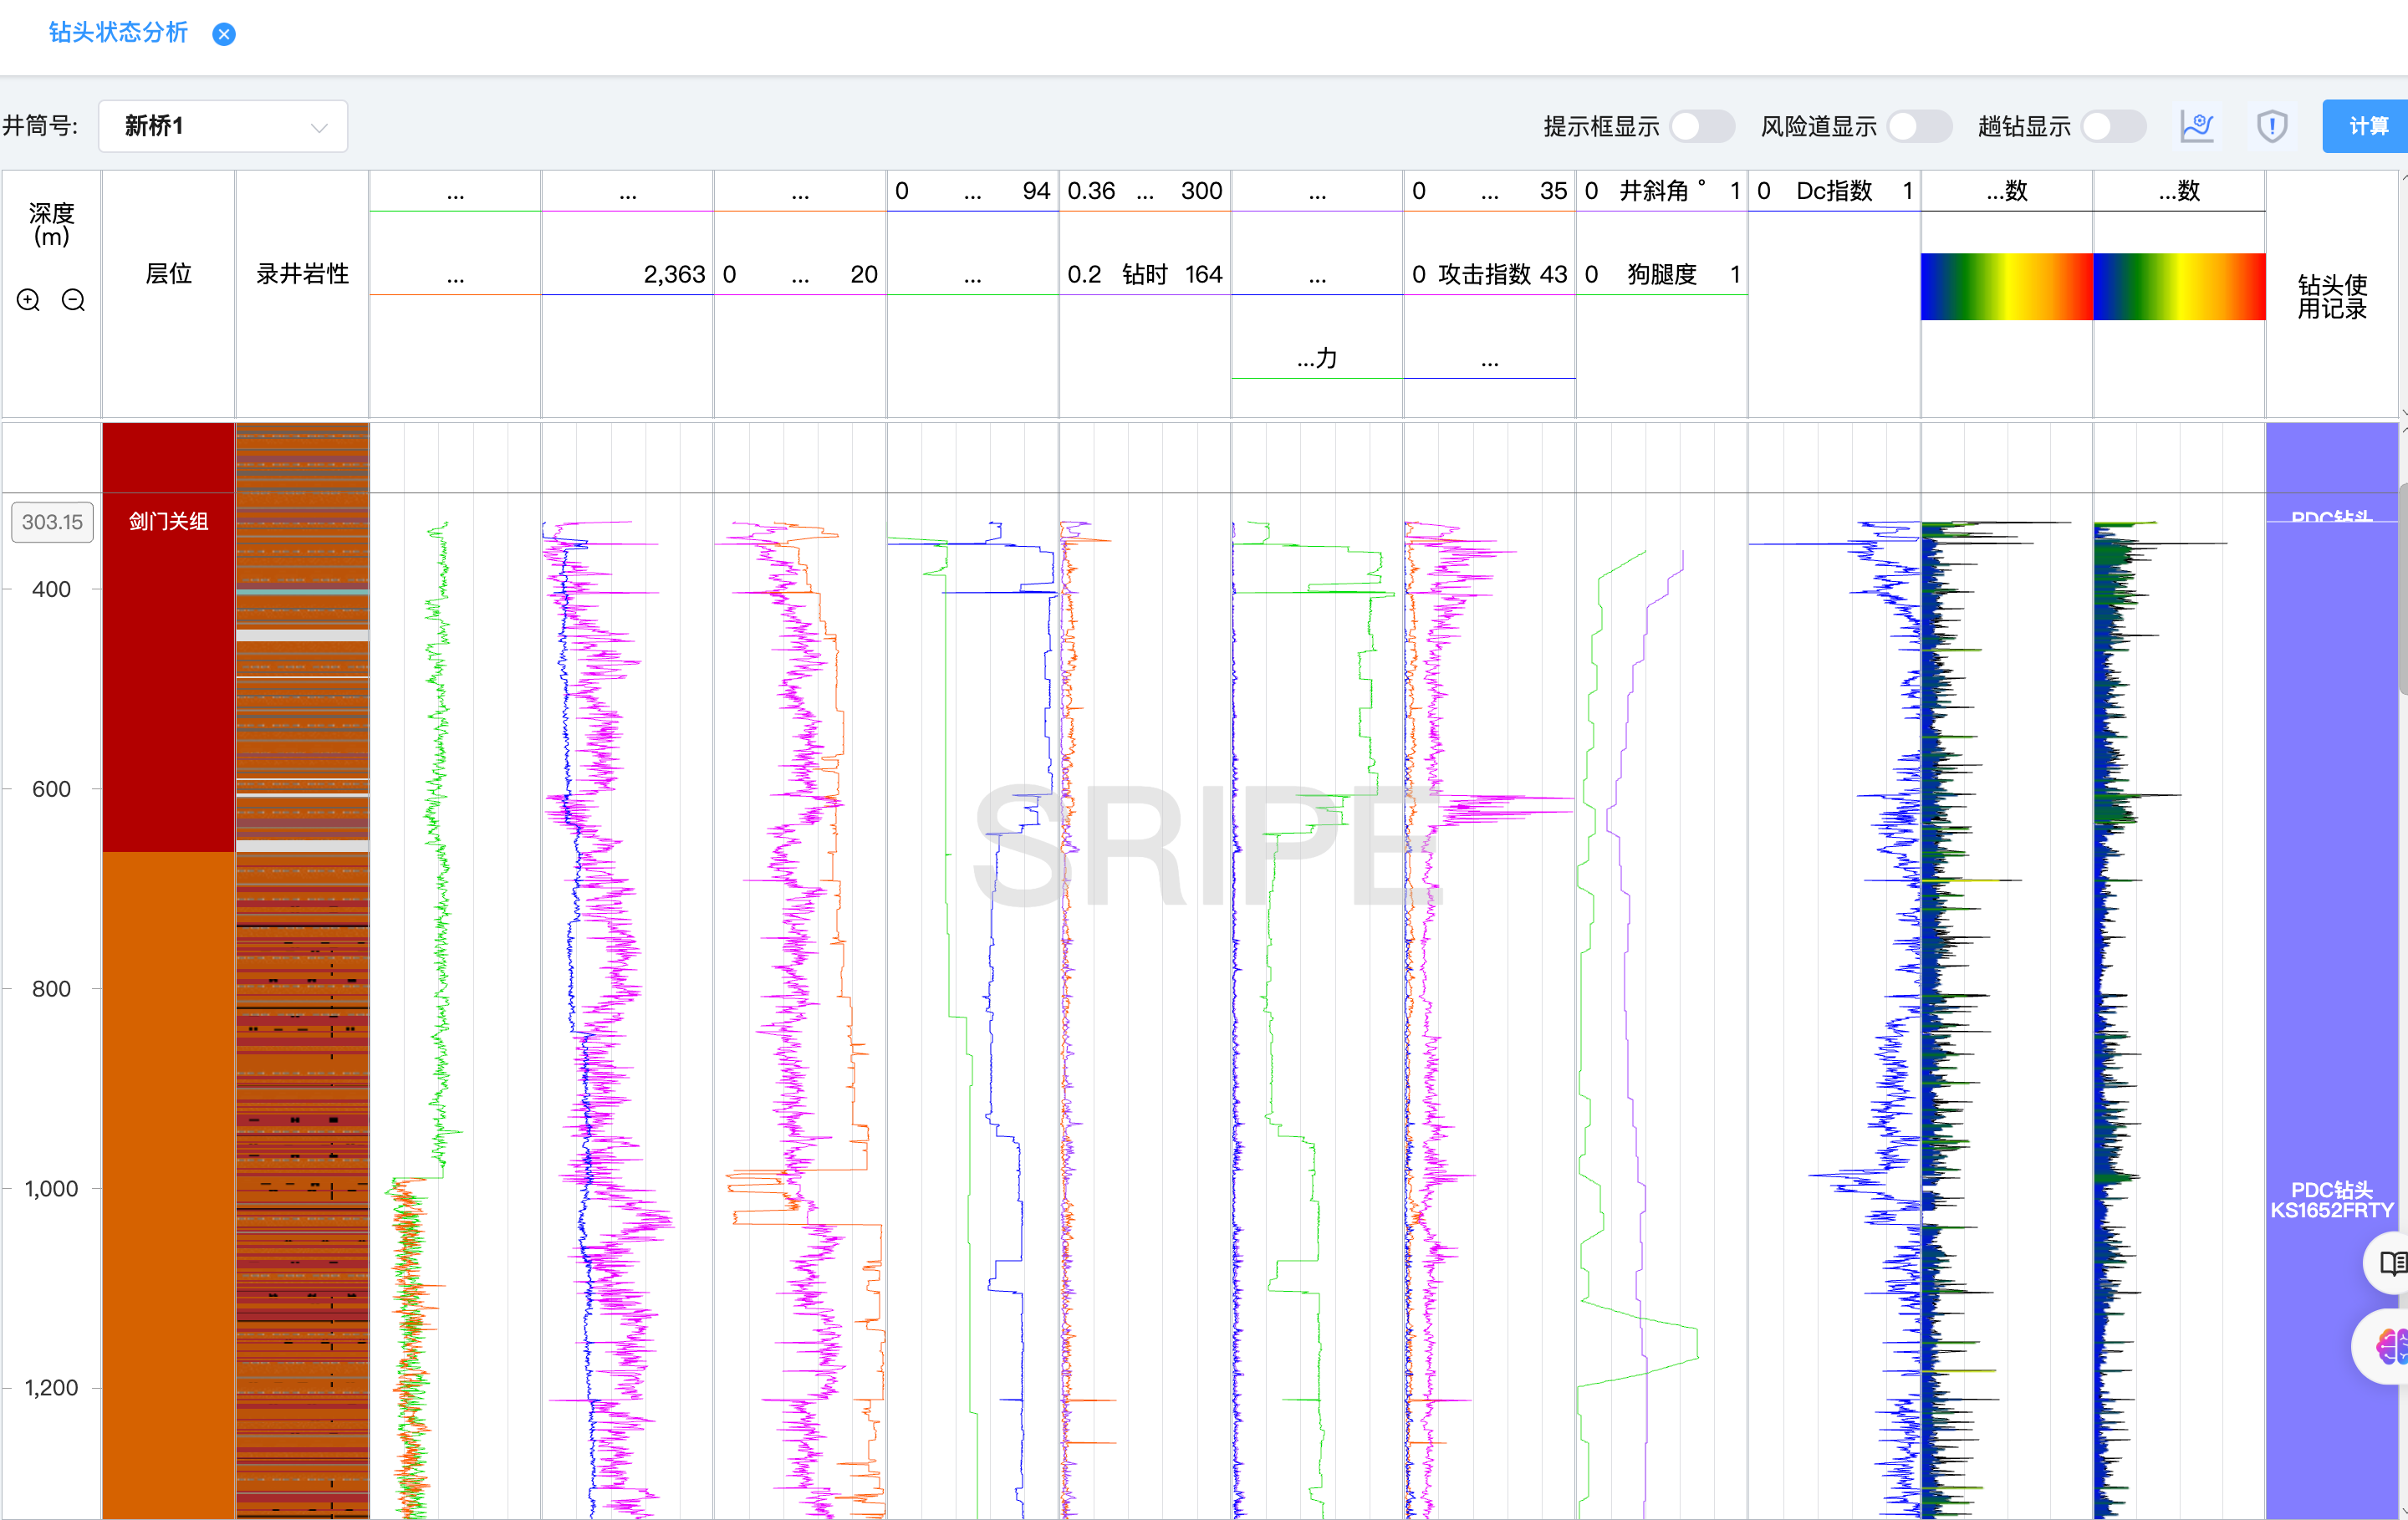 钻头状态分析
井筒号: 新桥1
提示框显示 风险道显示 趟钻显示 计算
深度
(m)
层位
录井岩性
... ... ... 0 ... 94 0.36 ... 300 ... 0 ... 35 0 井斜角 ° 1 0 Dc指数 1 ...数 ...数
... 2,363 0 ... 20 ... 0.2 钻时 164 ... 0 攻击指数 43 0 狗腿度 1
...力 ...
钻头使
用记录
303.15
剑门关组
PDC钻头
400
600
SRIPE
800
1,000
PDC钻头
KS1652FRTY
1,200